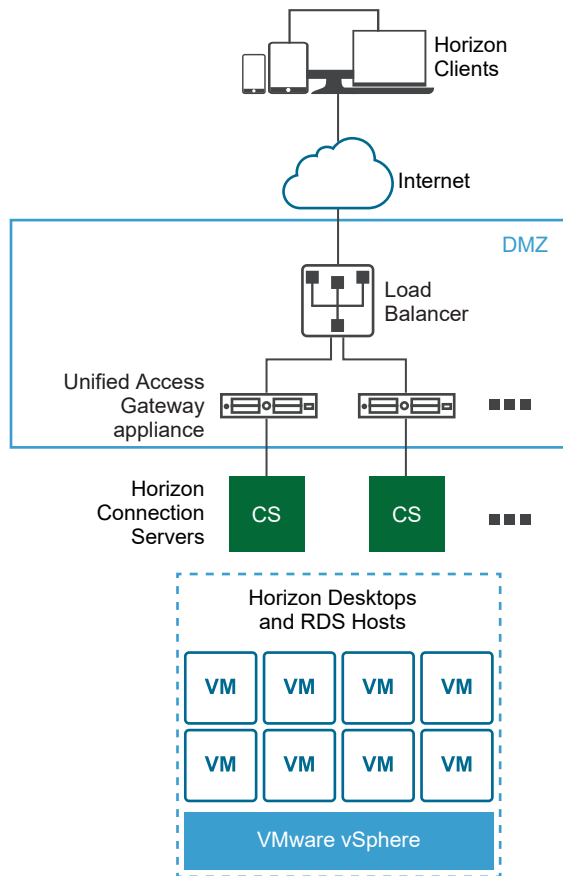 Horizon
Clients
Internet
DMZ
Load
Balancer
Unified Access
Gateway
appliance
Horizon
Connection
Servers
CS
CS
Horizon Desktops
and RDS Hosts
VM VM VM VM
VM VM VM VM
VMware vSphere